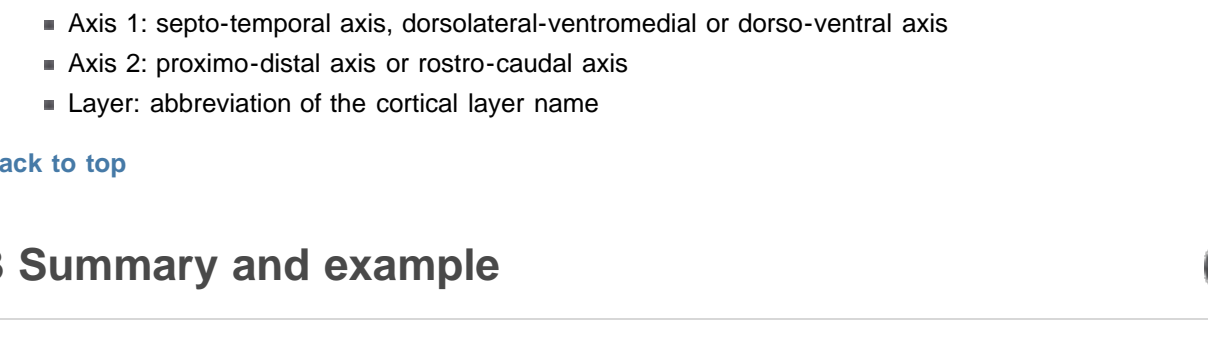 Axis 1: septo-temporal axis, dorsolateral-ventromedial or dorso-ventral axis
Axis 2: proximo-distal axis or rostro-caudal axis
Layer: abbreviation of the cortical layer name
ack to top
Summary and example